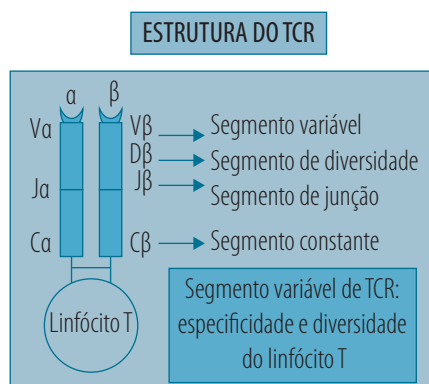 ESTRUTURA DO TCR
α β
Vα Vβ Segmento variável
Dβ Segmento de diversidade
Jα Jβ Segmento de junção
Cα Cβ Segmento constante
Linfócito T
Segmento variável de TCR:
especificidade e diversidade
do linfócito T